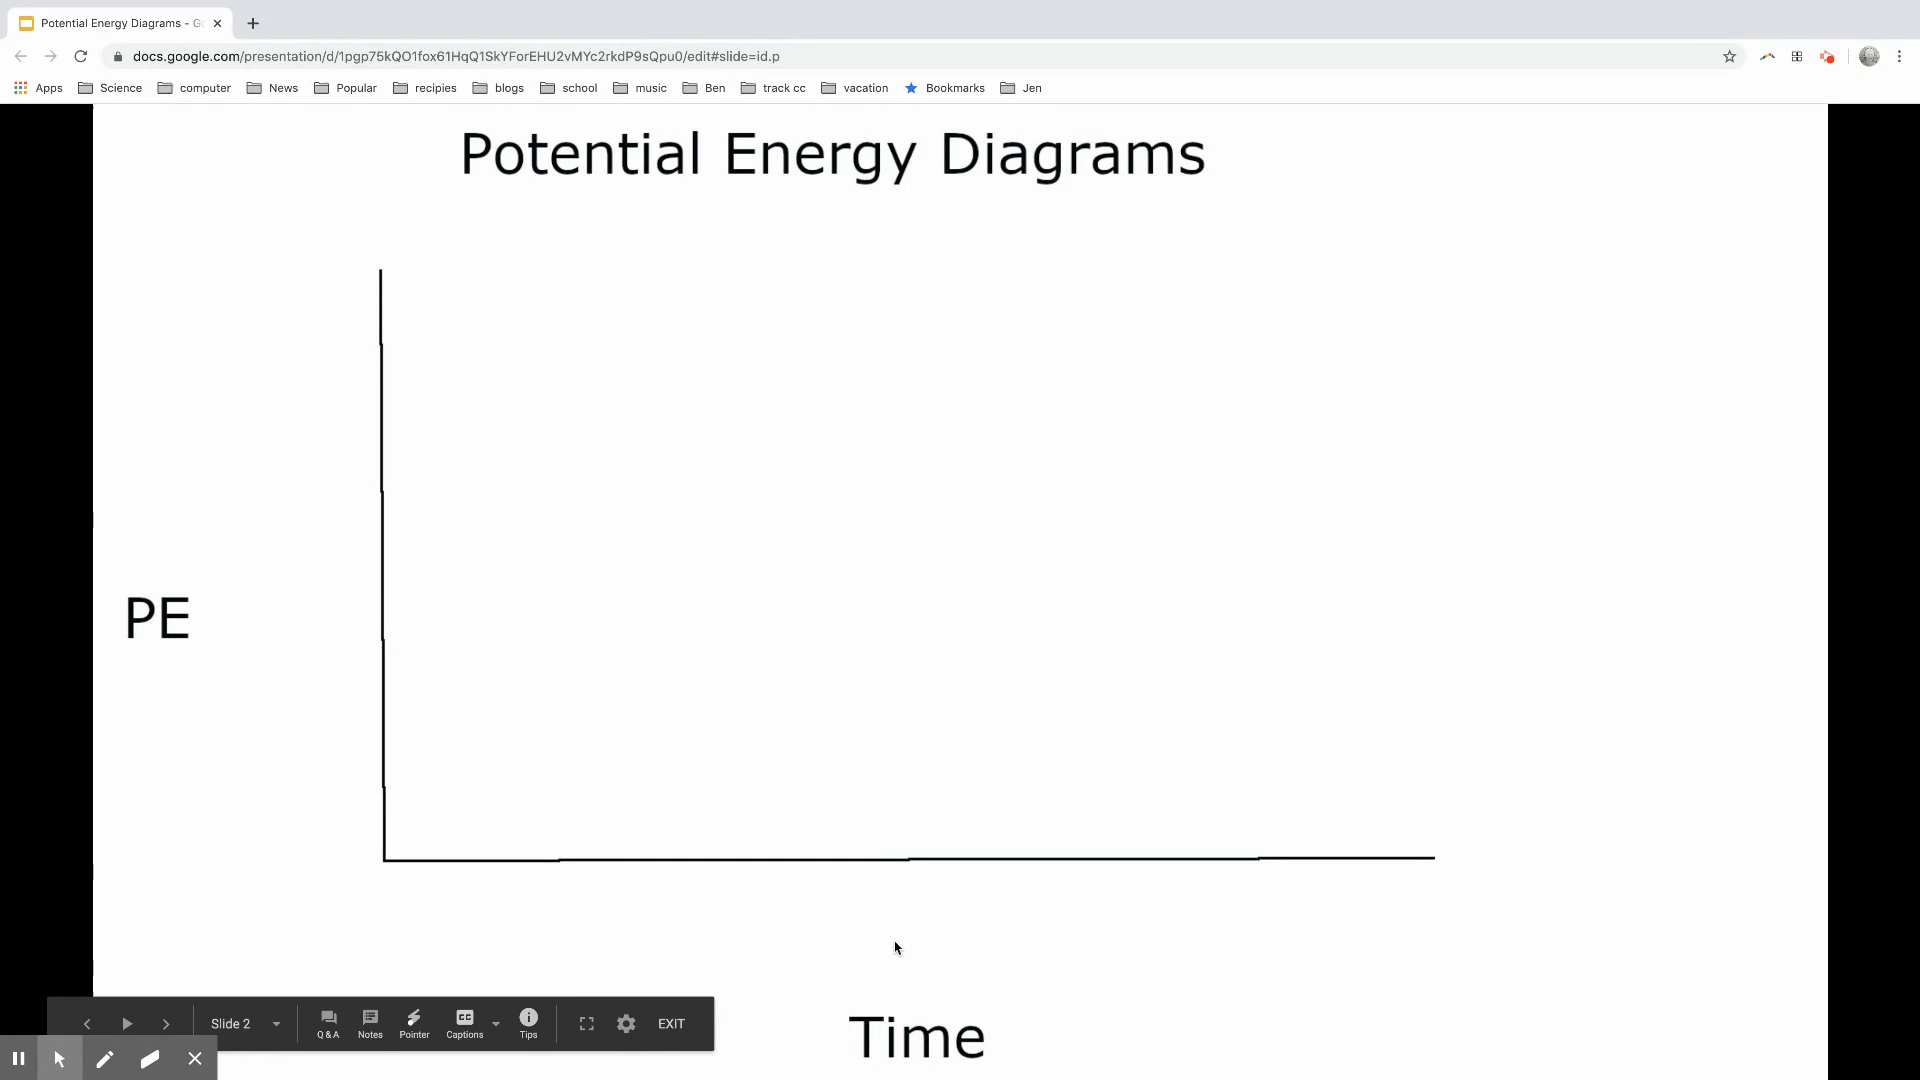 Potential Energy Diagrams - Go
docs.google.com/presentation/d/1pgp75kQO1fox61HqQ1SkYForEHU2vMYc2rkdP9sQpu0/edit#slide=id.p
Apps Science computer News Popular recipies blogs school music Ben track cc vacation Bookmarks Jen
Potential Energy Diagrams
PE
Time
Slide 2 Q & A Notes Pointer CC Captions Tips EXIT